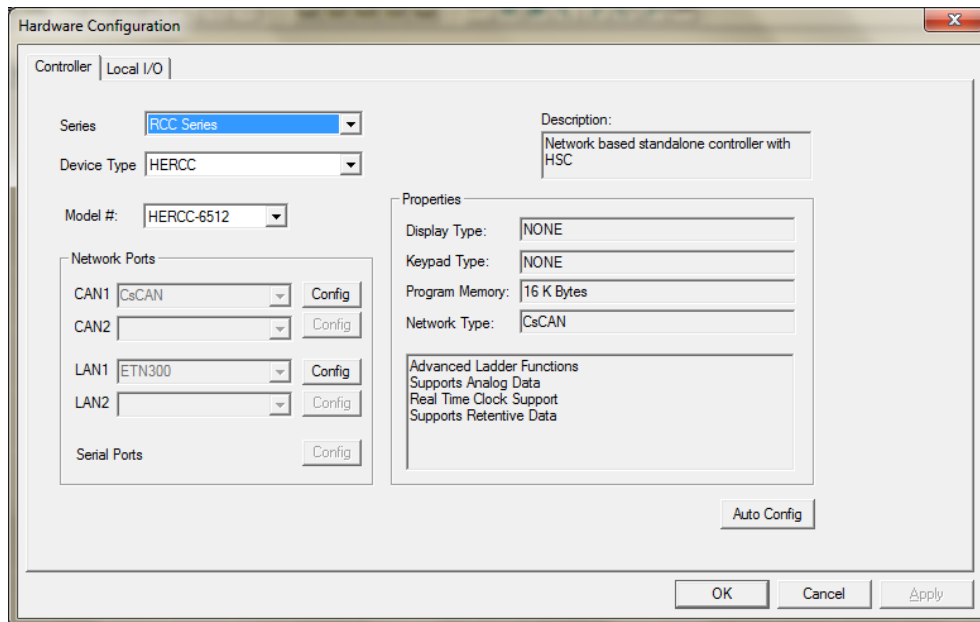 Hardware Configuration
Controller
Local I/O
Series
RCC Series
Description:
Network based standalone controller with
HSC
Device Type
HERCC
Model #:
HERCC-6512
Properties
Display Type:
NONE
Keypad Type:
NONE
Program Memory:
16 K Bytes
Network Type:
CsCAN
Network Ports
CAN1
CsCAN
Config
CAN2
Config
LAN1
ETN300
Config
LAN2
Config
Serial Ports
Config
Advanced Ladder Functions
Supports Analog Data
Real Time Clock Support
Supports Retentive Data
Auto Config
OK
Cancel
Apply